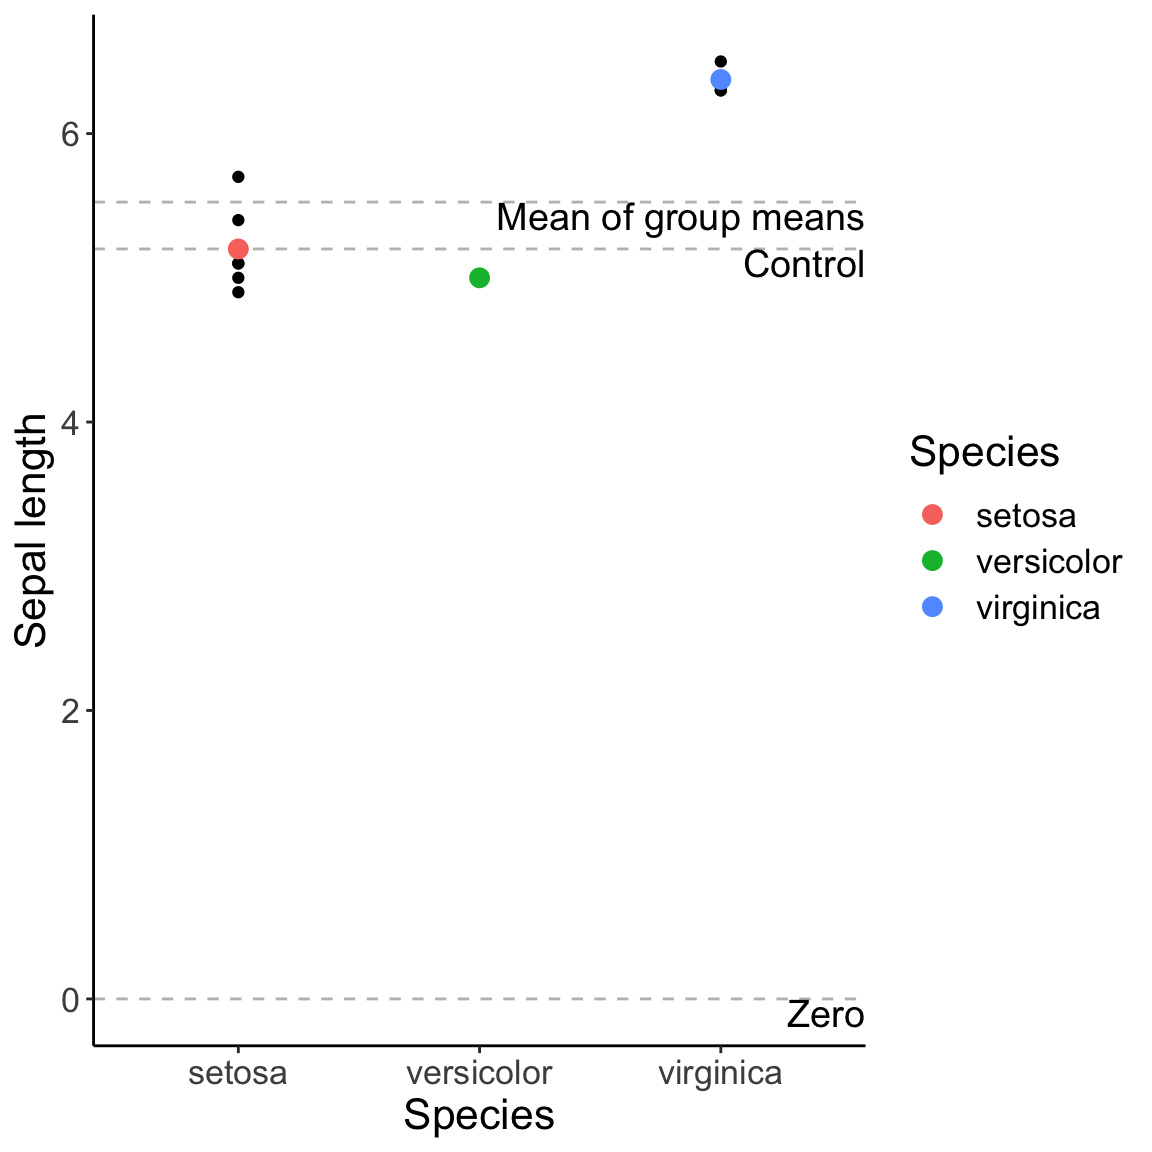 6
Mean of group means
Control
4
2
0
Zero
Sepal length
setosa
versicolor
virginica
Species
Species
setosa
versicolor
virginica